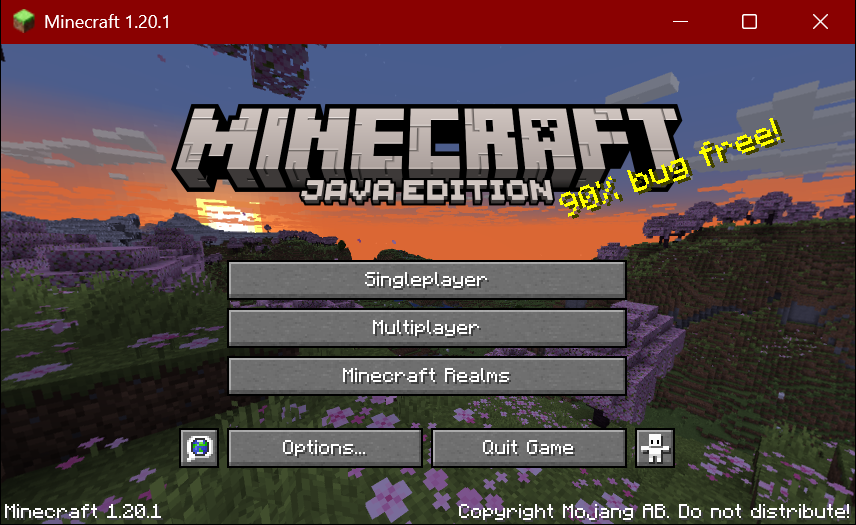 Minecraft 1.20.1
MINECRAFT
JAVA EDITION
90% bug free!
Singleplayer
Multiplayer
Minecraft Realms
Options...
Quit Game
Minecraft 1.20.1
Copyright Mojang AB. Do not distribute!